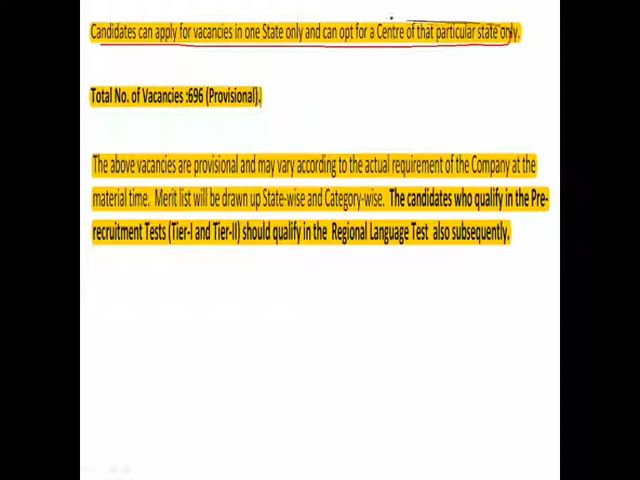 Candidates can apply for vacancies in one State only and can opt for a Centre of that particular state only.
Total No. of Vacancies :696 (Provisional).
The above vacancies are provisional and may vary according to the actual requirement of the Company at the
material time. Merit list will be drawn up State-wise and Category-wise. The candidates who qualify in the Pre-
recruitment Tests (Tier-I and Tier-II) should qualify in the Regional Language Test also subsequently.